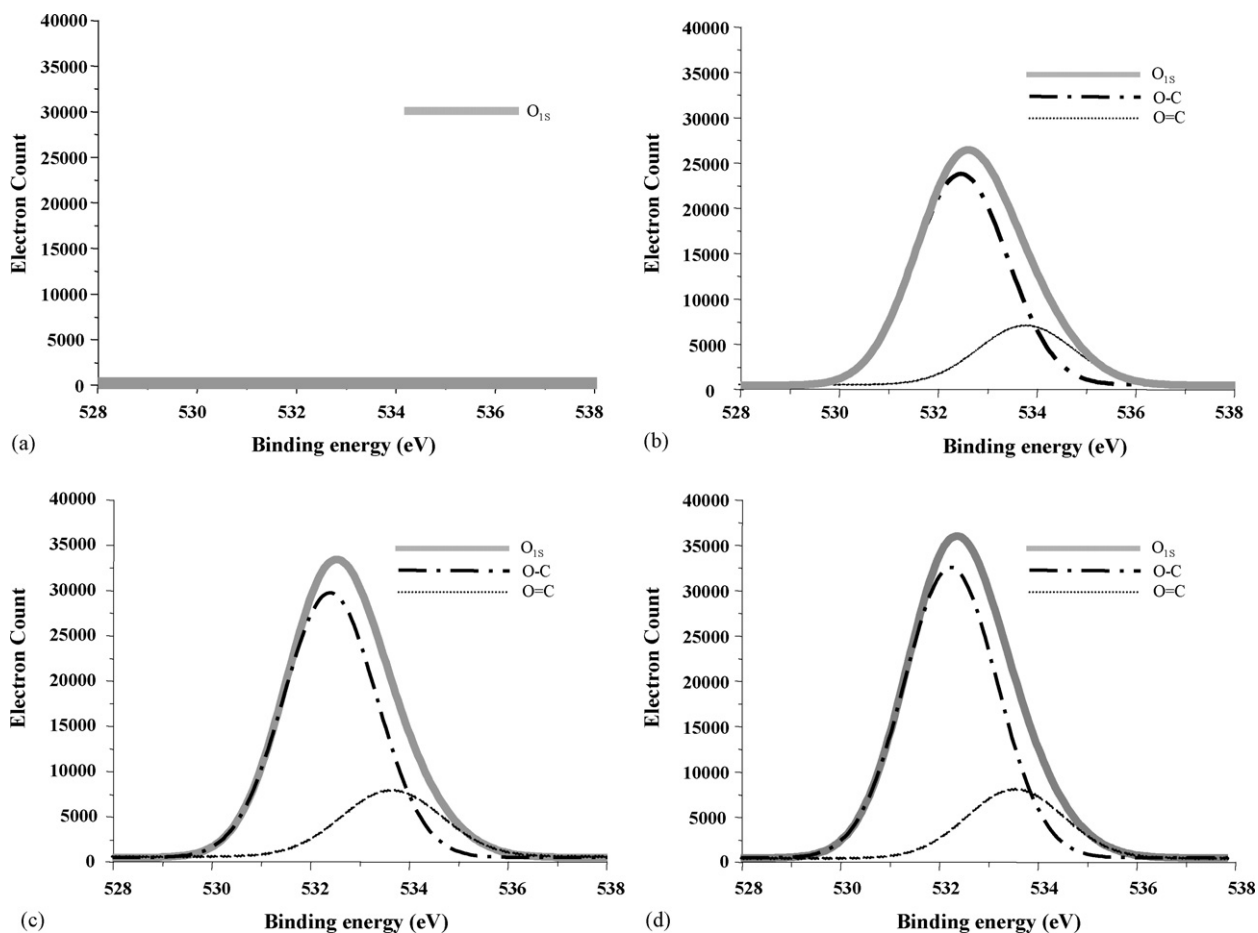 40000
35000
30000
25000
20000
15000
10000
5000
0
Electron Count
O1S
528 530 532 534 536 538
Binding energy (eV)
(a)
40000
35000
30000
25000
20000
15000
10000
5000
0
Electron Count
O1S
O-C
O=C
528 530 532 534 536 538
Binding energy (eV)
(b)
40000
35000
30000
25000
20000
15000
10000
5000
0
Electron Count
O1S
O-C
O=C
528 530 532 534 536 538
Binding energy (eV)
(c)
40000
35000
30000
25000
20000
15000
10000
5000
0
Electron Count
O1S
O-C
O=C
528 530 532 534 536 538
Binding energy (eV)
(d)